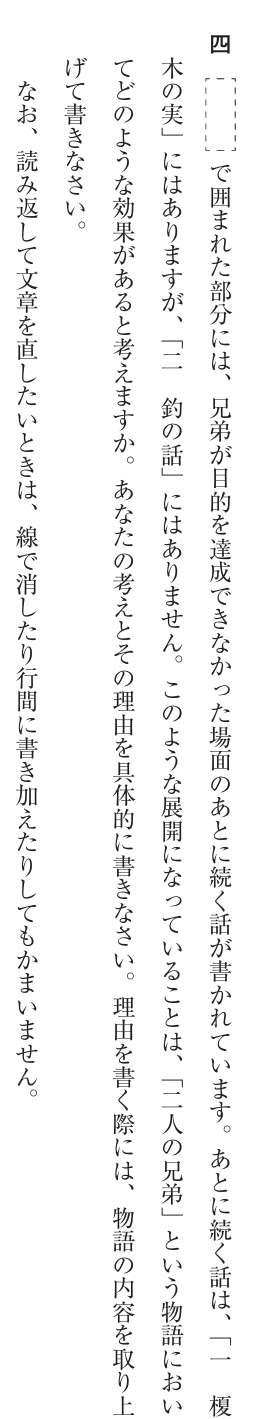 四　で囲まれた部分には、兄弟が目的を達成できなかった場面のあとに続く話が書かれています。あとに続く話は、「一　榎
木の実」にはありますが、「二　釣の話」にはありません。このような展開になっていることは、「二人の兄弟」という物語におい
てどのような効果があると考えますか。あなたの考えとその理由を具体的に書きなさい。理由を書く際には、物語の内容を取り上
げて書きなさい。
なお、読み返して文章を直したいときは、線で消したり行間に書き加えたりしてもかまいません。